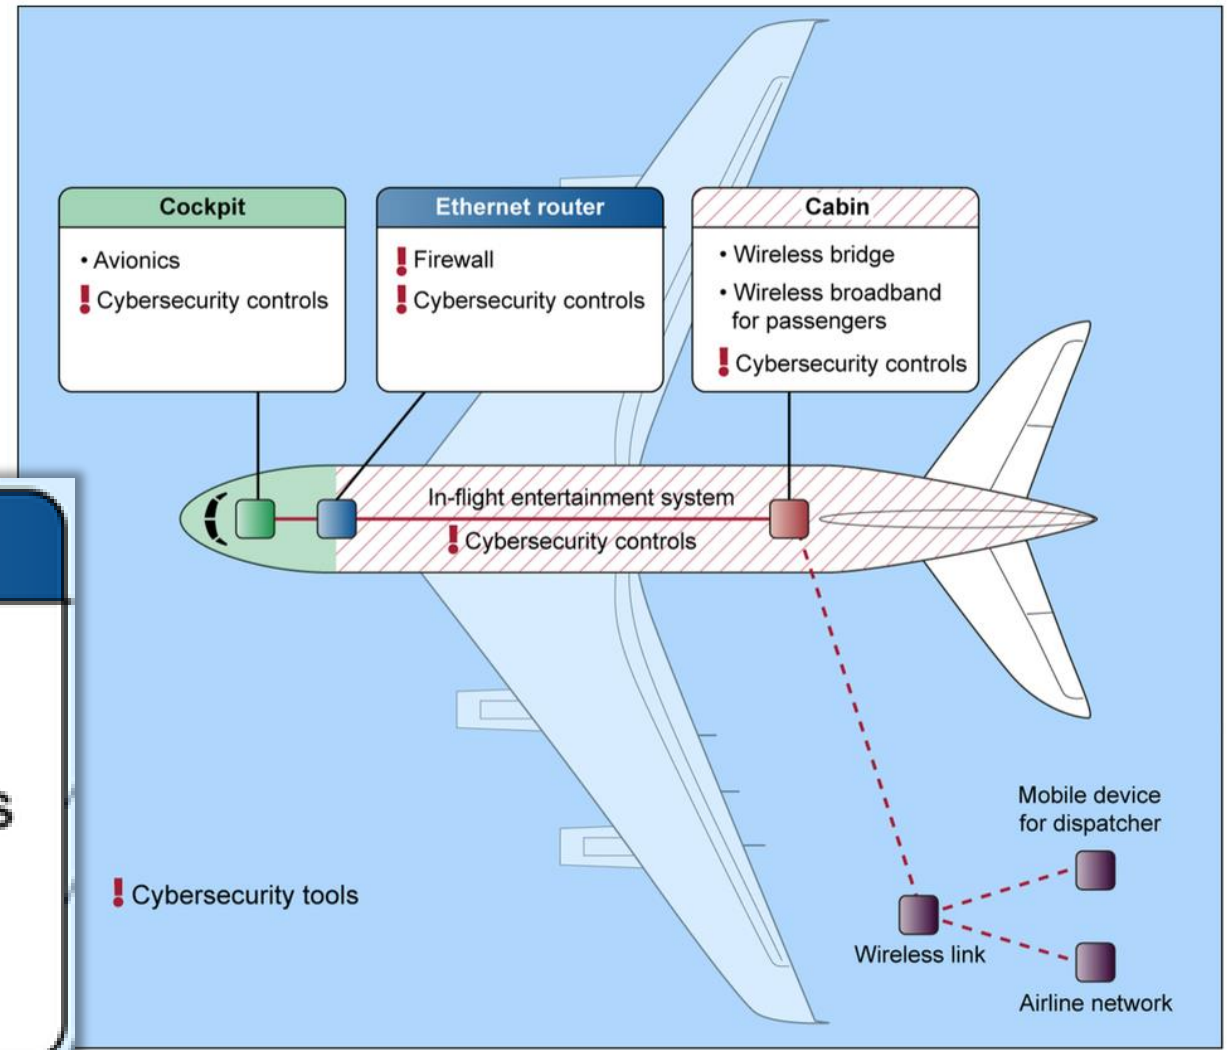 Cockpit
• Avionics
! Cybersecurity controls
Ethernet router
! Firewall
! Cybersecurity controls
Cabin
• Wireless bridge
• Wireless broadband
for passengers
! Cybersecurity controls
In-flight entertainment system
! Cybersecurity controls
s
! Cybersecurity tools
Mobile device
for dispatcher
Wireless link
Airline network